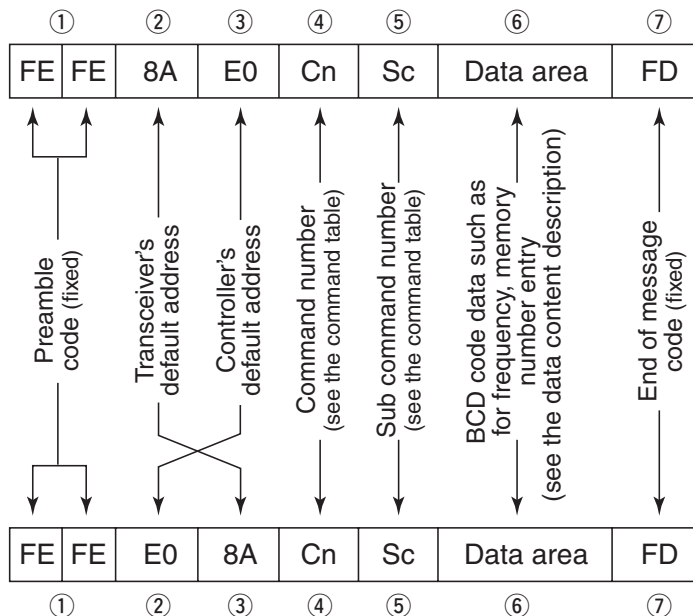 ① ② ③ ④ ⑤ ⑥ ⑦
FE FE 8A E0 Cn Sc Data area FD
Preamble
code (fixed)
Transceiver's
default address
Controller's
default address
Command number
(see the command table)
Sub command number
(see the command table)
BCD code data such as
for frequency, memory
number entry
(see the data content description)
End of message
code (fixed)
FE FE E0 8A Cn Sc Data area FD
① ② ③ ④ ⑤ ⑥ ⑦